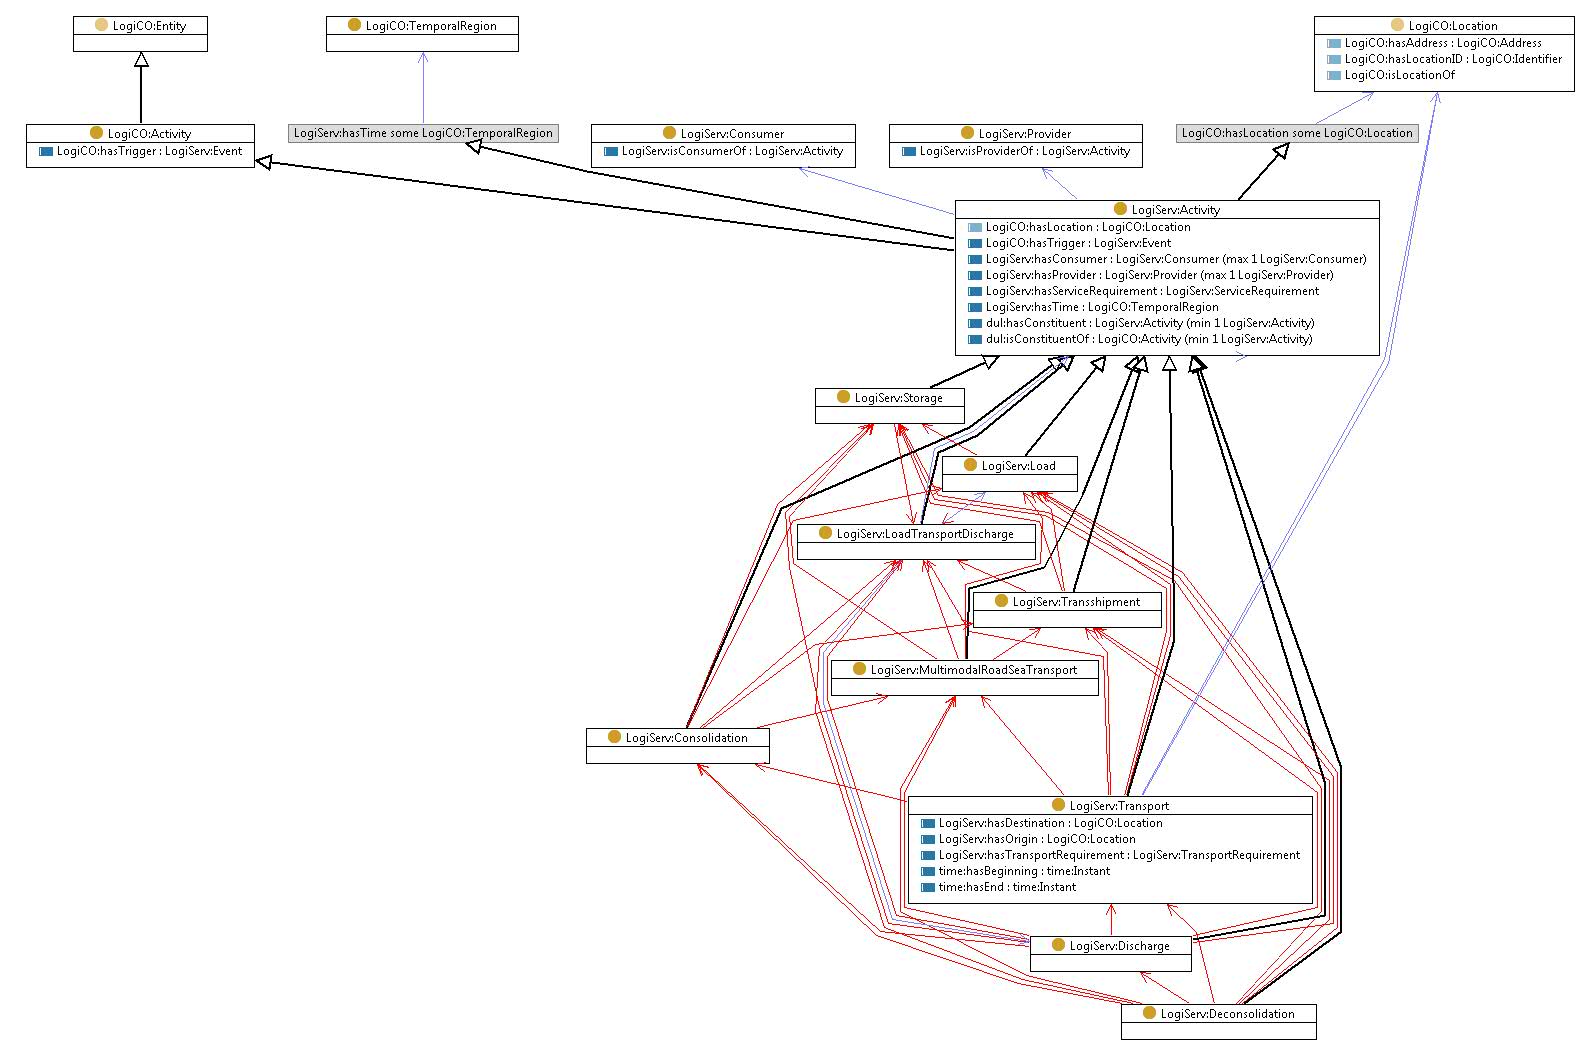 LogiCO:Entity
LogiCO:TemporalRegion
LogiCO:Location
LogiCO:hasAddress : LogiCO:Address
LogiCO:hasLocationID : LogiCO:Identifier
LogiCO:isLocationOf
LogiCO:Activity
LogiCO:hasTrigger : LogiServ:Event
LogiServ:hasTime some LogiCO:TemporalRegion
LogiServ:Consumer
LogiServ:isConsumerOf : LogiServ:Activity
LogiServ:Provider
LogiServ:isProviderOf : LogiServ:Activity
LogiCO:hasLocation some LogiCO:Location
LogiServ:Activity
LogiCO:hasLocation : LogiCO:Location
LogiCO:hasTrigger : LogiServ:Event
LogiServ:hasConsumer : LogiServ:Consumer (max 1 LogiServ:Consumer)
LogiServ:hasProvider : LogiServ:Provider (max 1 LogiServ:Provider)
LogiServ:hasServiceRequirement : LogiServ:ServiceRequirement
LogiServ:hasTime : LogiCO:TemporalRegion
dul:hasConstituent : LogiServ:Activity (min 1 LogiServ:Activity)
dul:isConstituentOf : LogiCO:Activity (min 1 LogiServ:Activity)
LogiServ:Storage
LogiServ:Load
LogiServ:LoadTransportDischarge
LogiServ:Transshipment
LogiServ:MultimodalRoadSeaTransport
LogiServ:Consolidation
LogiServ:Transport
LogiServ:hasDestination : LogiCO:Location
LogiServ:hasOrigin : LogiCO:Location
LogiServ:hasTransportRequirement : LogiServ:TransportRequirement
time:hasBeginning : time:Instant
time:hasEnd : time:Instant
LogiServ:Discharge
LogiServ:Deconsolidation